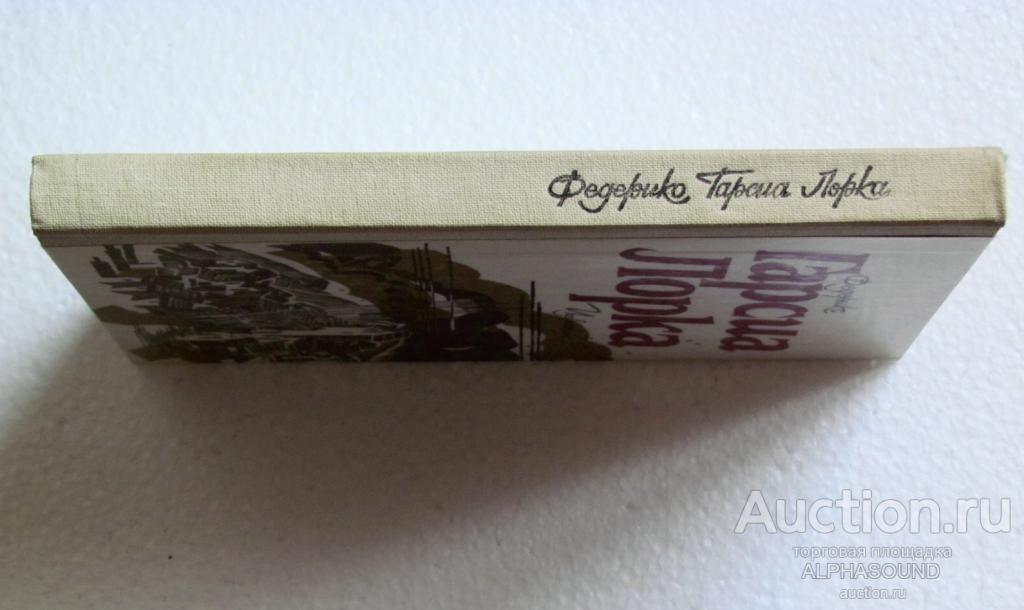 Федерико Гарсиа Лорка
Гарсиа
Лорка
Auction.ru
торговая площадка
ALPHASOUND
auction.ru